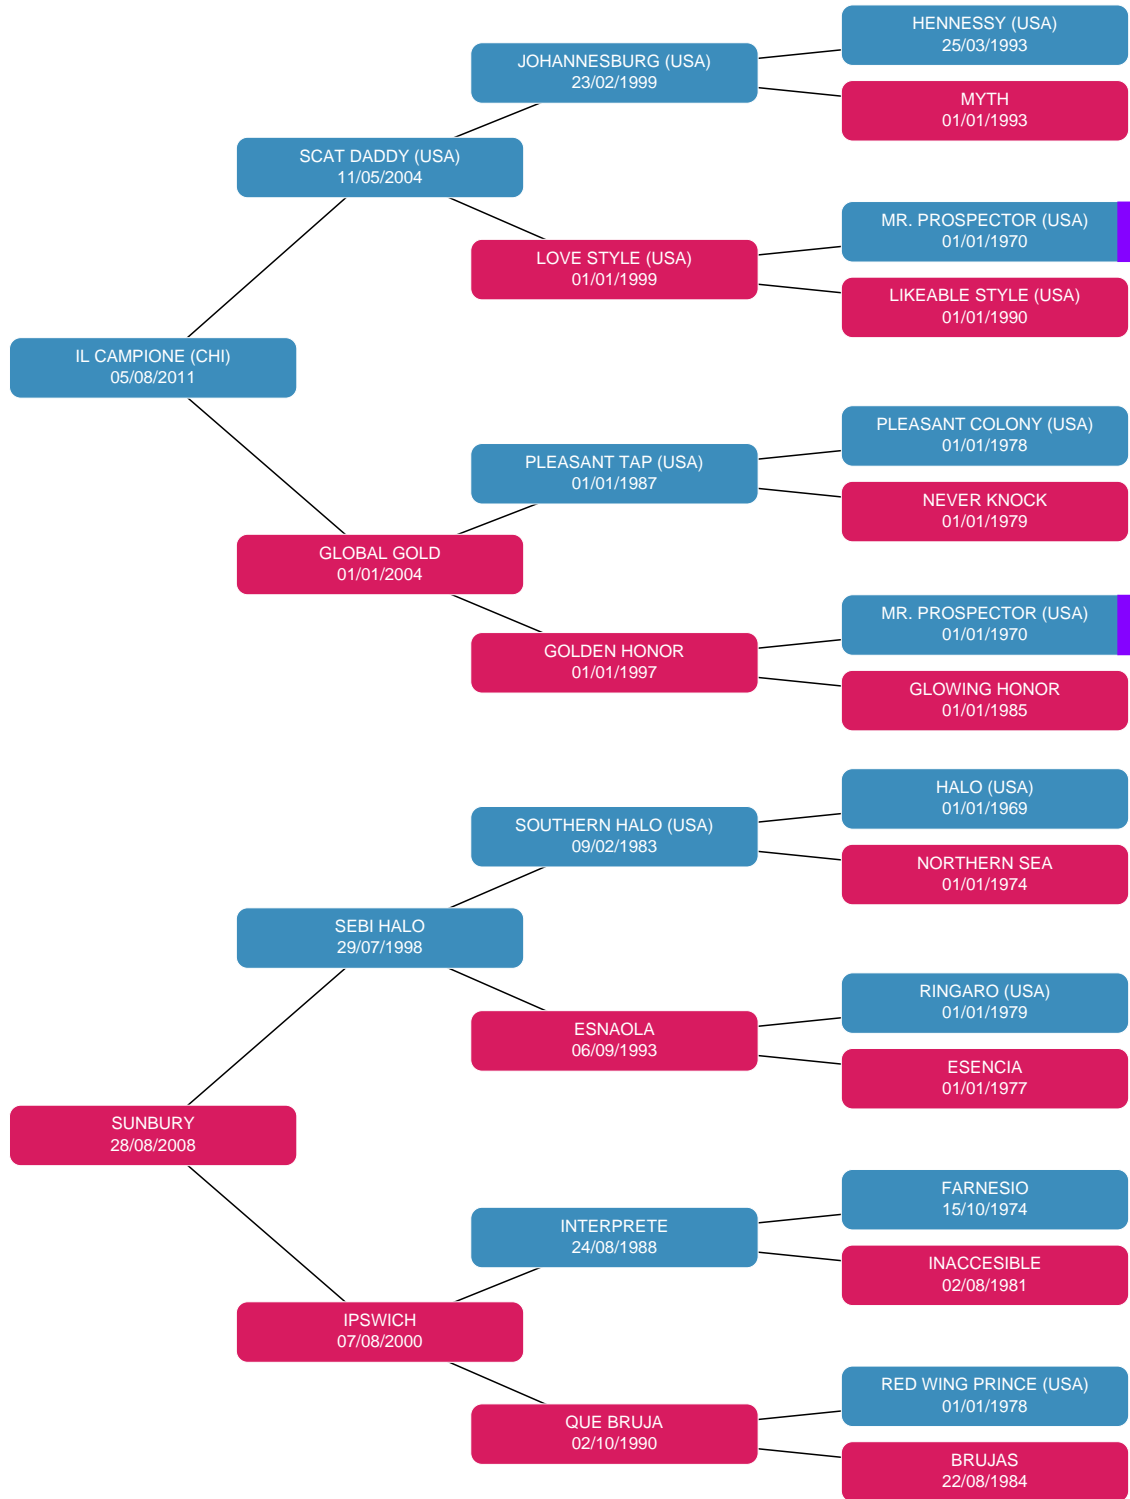 HENNESSY (USA)
25/03/1993
JOHANNESBURG (USA)
23/02/1999
MYTH
01/01/1993
SCAT DADDY (USA)
11/05/2004
MR. PROSPECTOR (USA)
01/01/1970
LOVE STYLE (USA)
01/01/1999
LIKEABLE STYLE (USA)
01/01/1990
IL CAMPIONE (CHI)
05/08/2011
PLEASANT COLONY (USA)
01/01/1978
PLEASANT TAP (USA)
01/01/1987
NEVER KNOCK
01/01/1979
GLOBAL GOLD
01/01/2004
MR. PROSPECTOR (USA)
01/01/1970
GOLDEN HONOR
01/01/1997
GLOWING HONOR
01/01/1985
HALO (USA)
01/01/1969
SOUTHERN HALO (USA)
09/02/1983
NORTHERN SEA
01/01/1974
SEBI HALO
29/07/1998
RINGARO (USA)
01/01/1979
ESNAOLA
06/09/1993
ESENCIA
01/01/1977
SUNBURY
28/08/2008
FARNESIO
15/10/1974
INTERPRETE
24/08/1988
INACCESIBLE
02/08/1981
IPSWICH
07/08/2000
RED WING PRINCE (USA)
01/01/1978
QUE BRUJA
02/10/1990
BRUJAS
22/08/1984